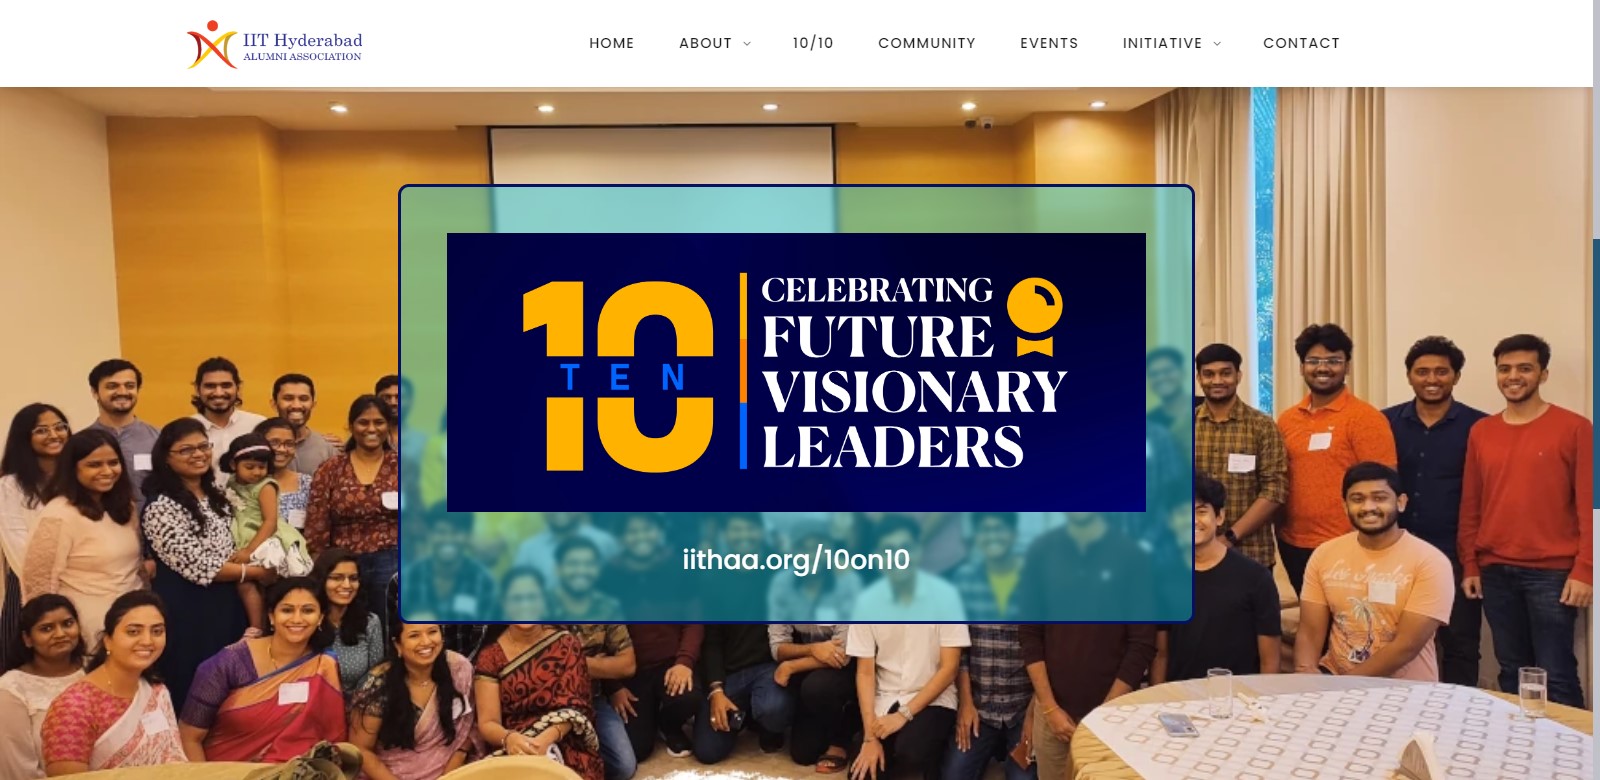 IIT Hyderabad
ALUMNI ASSOCIATION
HOME ABOUT 10/10 COMMUNITY EVENTS INITIATIVE CONTACT
10
TEN
CELEBRATING
FUTURE
VISIONARY
LEADERS
iithaa.org/10on10